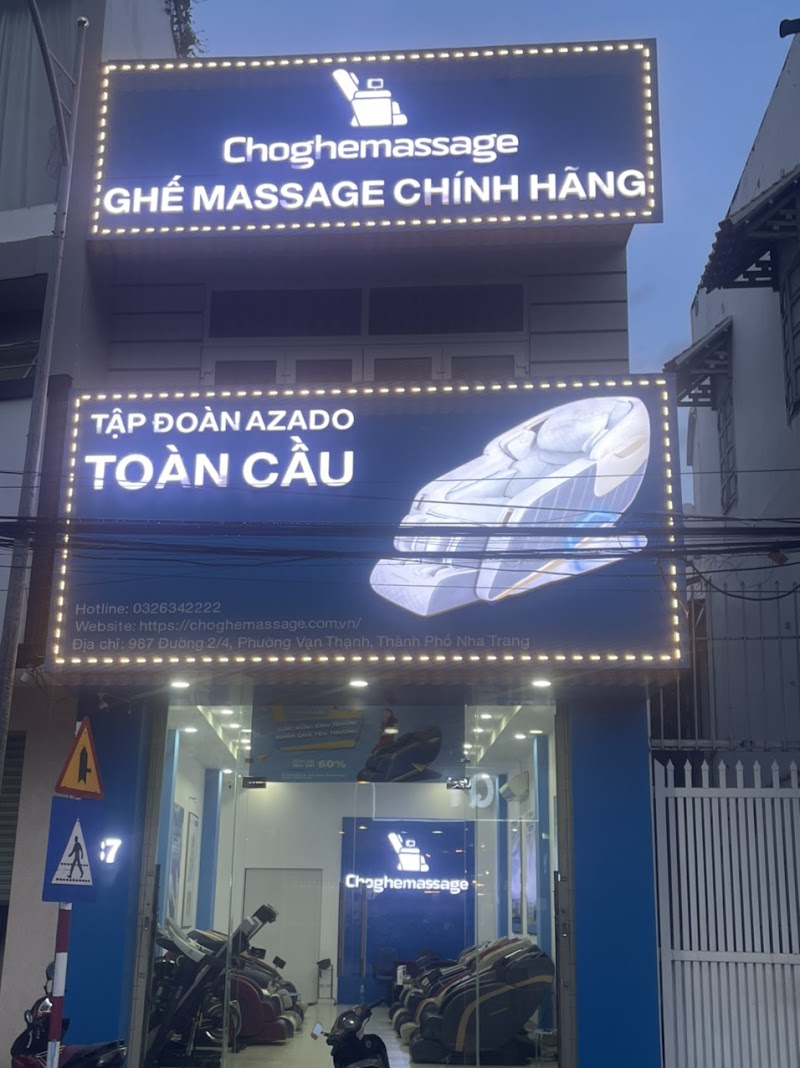 Choghemassage
GHẾ MASSAGE CHÍNH HÃNG
TẬP ĐOÀN AZADO
TOÀN CẦU
Hotline: 0326342222
Website: https://choghemassage.com.vn/
Địa chỉ: 987 Đường 2/4, Phường Vạn Thạnh, Thành Phố Nha Trang
60%
87
Choghemassage